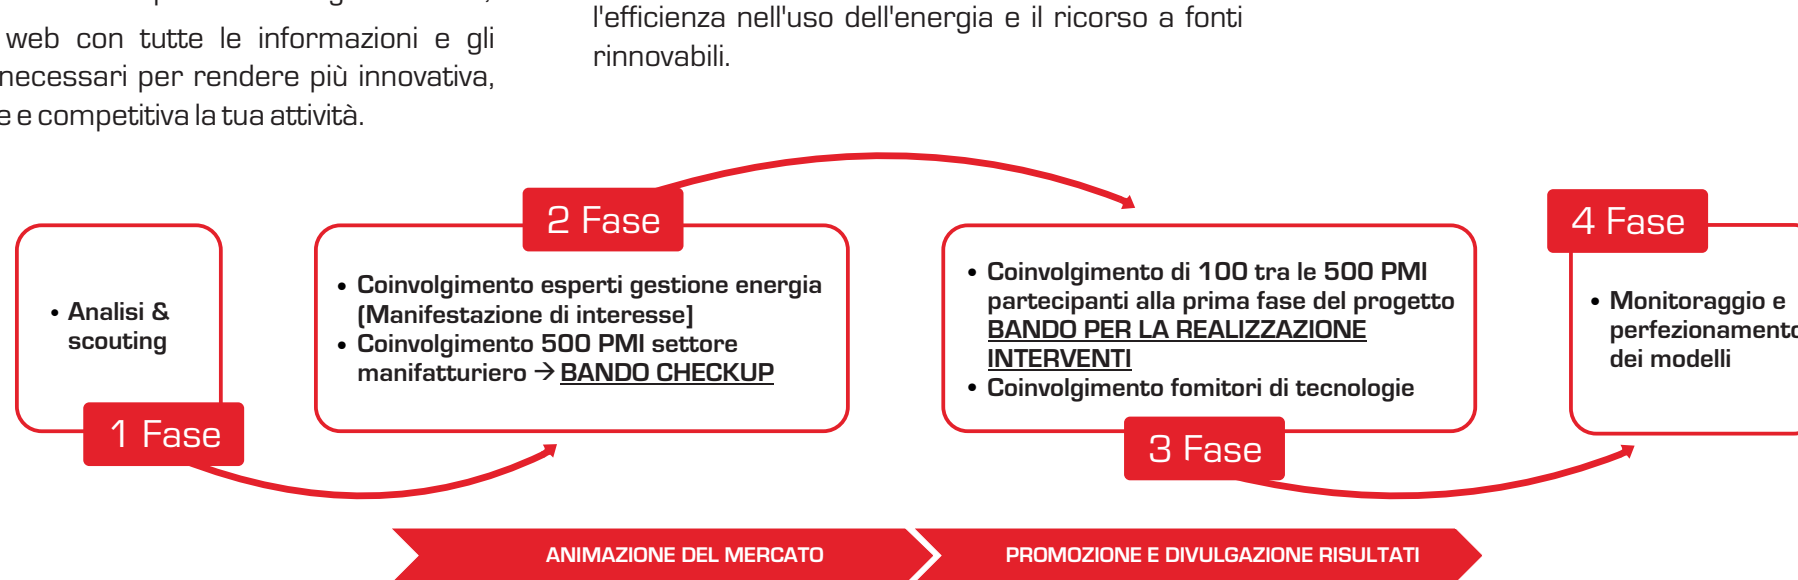 web con tutte le informazioni e gli
necessari per rendere più innovativa,
e e competitiva la tua attività.
l'efficienza nell'uso dell'energia e il ricorso a fonti
rinnovabili.
• Analisi &
scouting
1 Fase
2 Fase
• Coinvolgimento esperti gestione energia
(Manifestazione di interesse]
• Coinvolgimento 500 PMI settore
manifatturiero → BANDO CHECKUP
• Coinvolgimento di 100 tra le 500 PMI
partecipanti alla prima fase del progetto
BANDO PER LA REALIZZAZIONE
INTERVENTI
• Coinvolgimento fomitori di tecnologie
3 Fase
4 Fase
• Monitoraggio e
perfezionamento
dei modelli
ANIMAZIONE DEL MERCATO
PROMOZIONE E DIVULGAZIONE RISULTATI